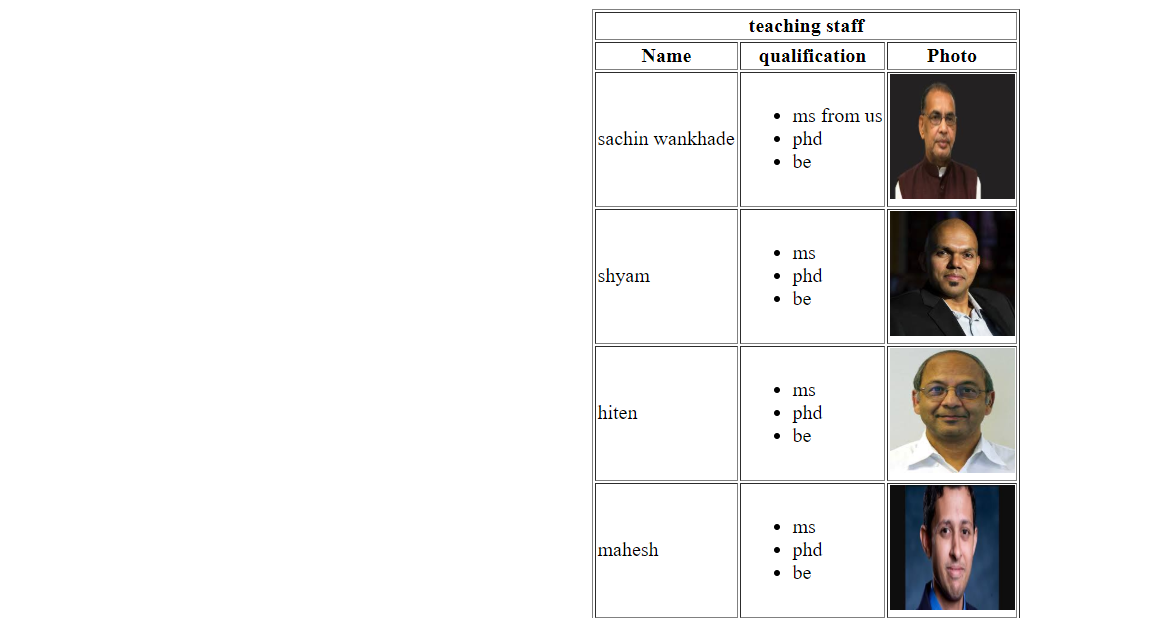 teaching staff
Name qualification Photo
sachin wankhade
ms from us
phd
be
shyam
ms
phd
be
hiten
ms
phd
be
mahesh
ms
phd
be